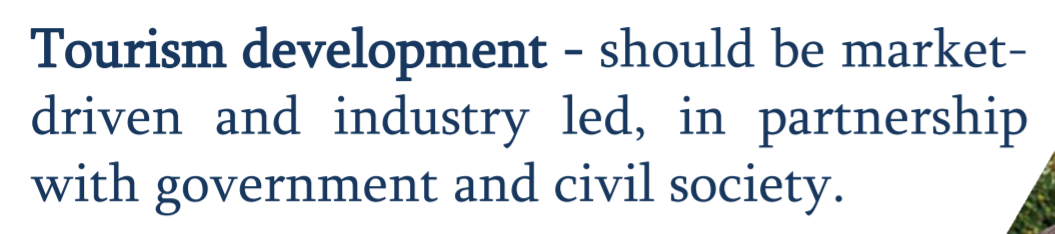 Tourism development - should be market-
driven and industry led, in partnership
with government and civil society.